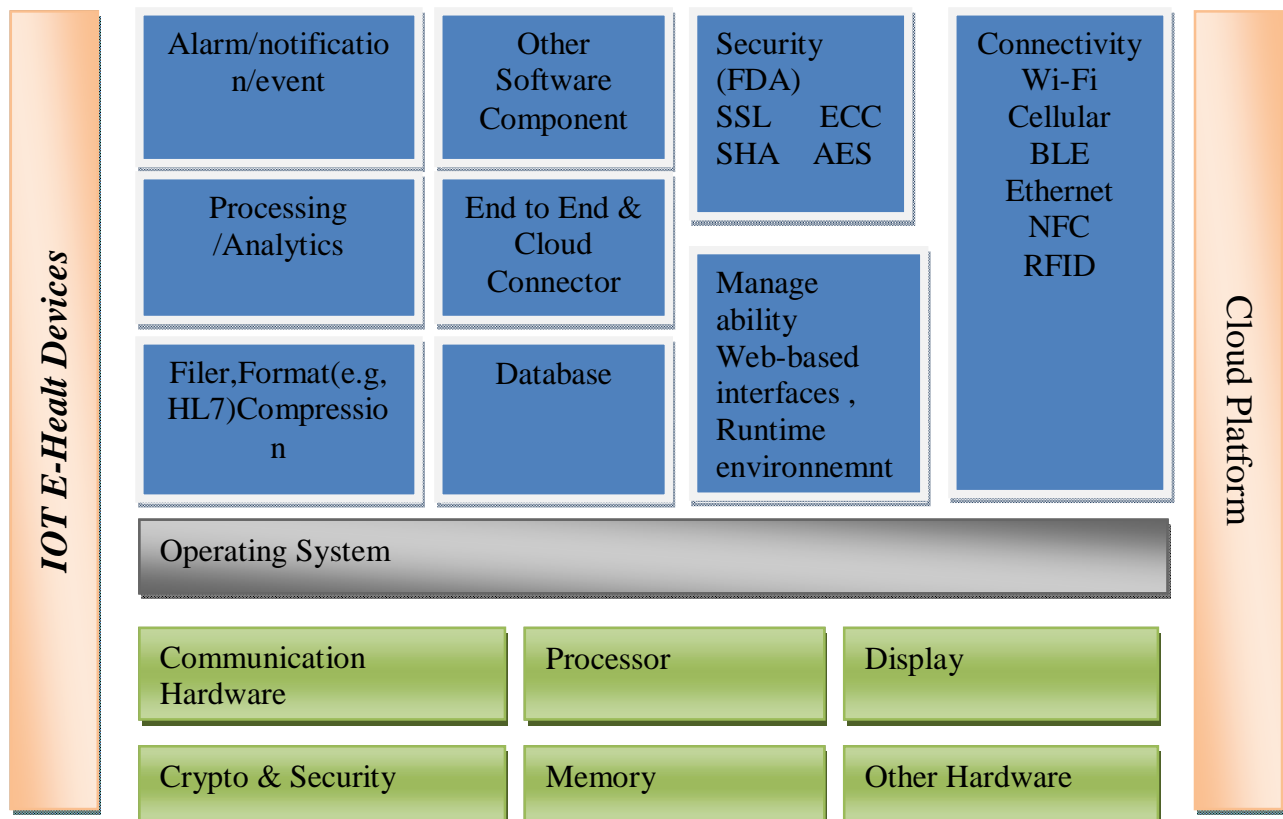 IOT E-Healt Devices
Alarm/notificatio
n/event
Other
Software
Component
Security
(FDA)
SSL ECC
SHA AES
Connectivity
Wi-Fi
Cellular
BLE
Ethernet
NFC
RFID
Processing
/Analytics
End to End &
Cloud
Connector
Manage
ability
Web-based
interfaces ,
Runtime
environnemnt
Filer,Format(e.g,
HL7)Compressio
n
Database
Operating System
Communication
Hardware
Processor
Display
Crypto & Security
Memory
Other Hardware
Cloud Platform